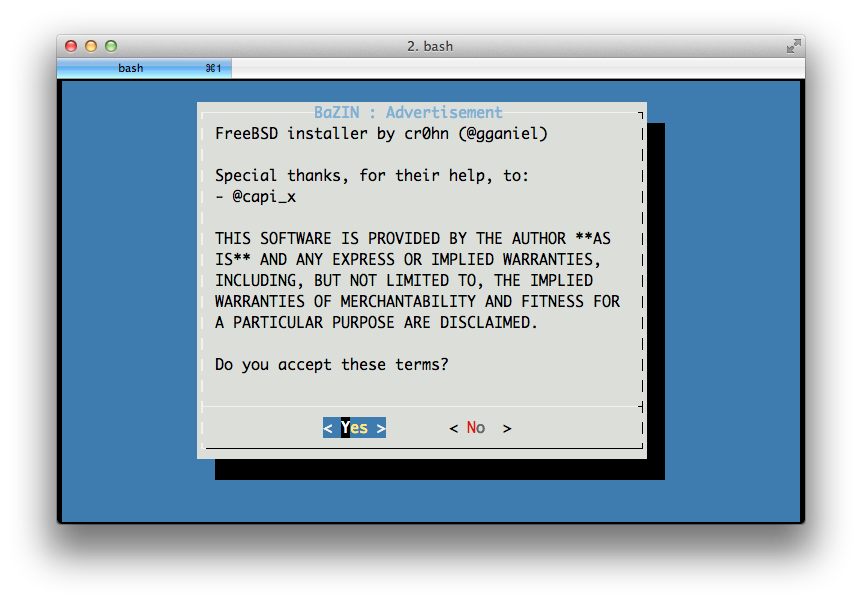 2. bash
bash ⌘1
BaZIN : Advertisement
FreeBSD installer by cr0hn (@gganiel)
Special thanks, for their help, to:
- @capi_x
THIS SOFTWARE IS PROVIDED BY THE AUTHOR **AS
IS** AND ANY EXPRESS OR IMPLIED WARRANTIES,
INCLUDING, BUT NOT LIMITED TO, THE IMPLIED
WARRANTIES OF MERCHANTABILITY AND FITNESS FOR
A PARTICULAR PURPOSE ARE DISCLAIMED.
Do you accept these terms?
< Yes > < No >